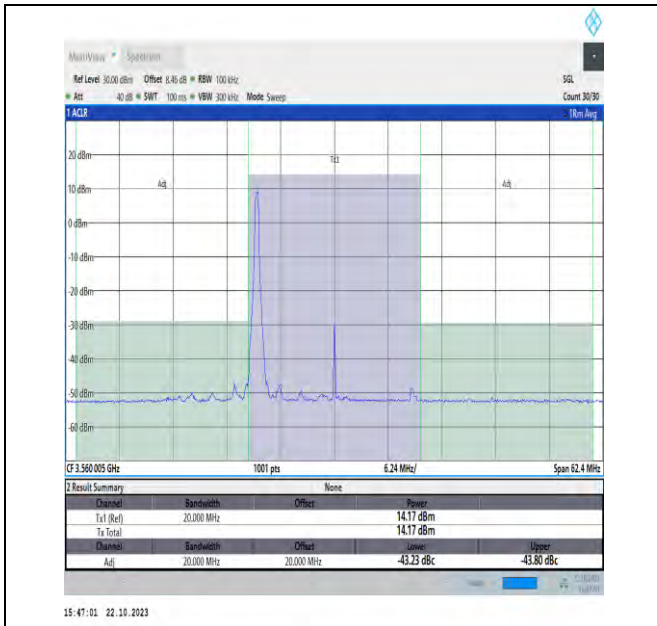 MultiView Spectrum
Ref Level 30.00 dBm Offset 8.45 dB RBW 100 kHz SGL
Att 40 dB SWT 100 ms VBW 300 kHz Mode Sweep Count 30/30
1 ACLR 1Rm Avg
20 dBm
Tx1
Adj Adj
10 dBm
0 dBm
-10 dBm
-20 dBm
-30 dBm
-40 dBm
-50 dBm
-60 dBm
CF 3.560 005 GHz 1001 pts 6.24 MHz/ Span 62.4 MHz
2 Result Summary None
Channel Bandwidth Offset Power
Tx1 (Ref) 20.000 MHz 14.17 dBm
Tx Total 14.17 dBm
Channel Bandwidth Offset Lower Upper
Adj 20.000 MHz 20.000 MHz -43.23 dBc -43.80 dBc
15:47:01 22.10.2023